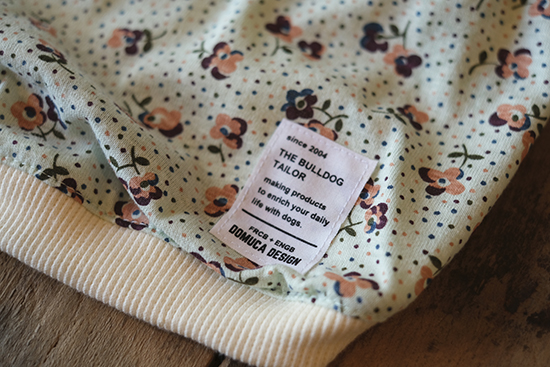 since 2004
THE BULLDOG
TAILOR
making products
to enrich your daily
life with dogs.
FRCB + ENGB
DOMUCA DESIGN